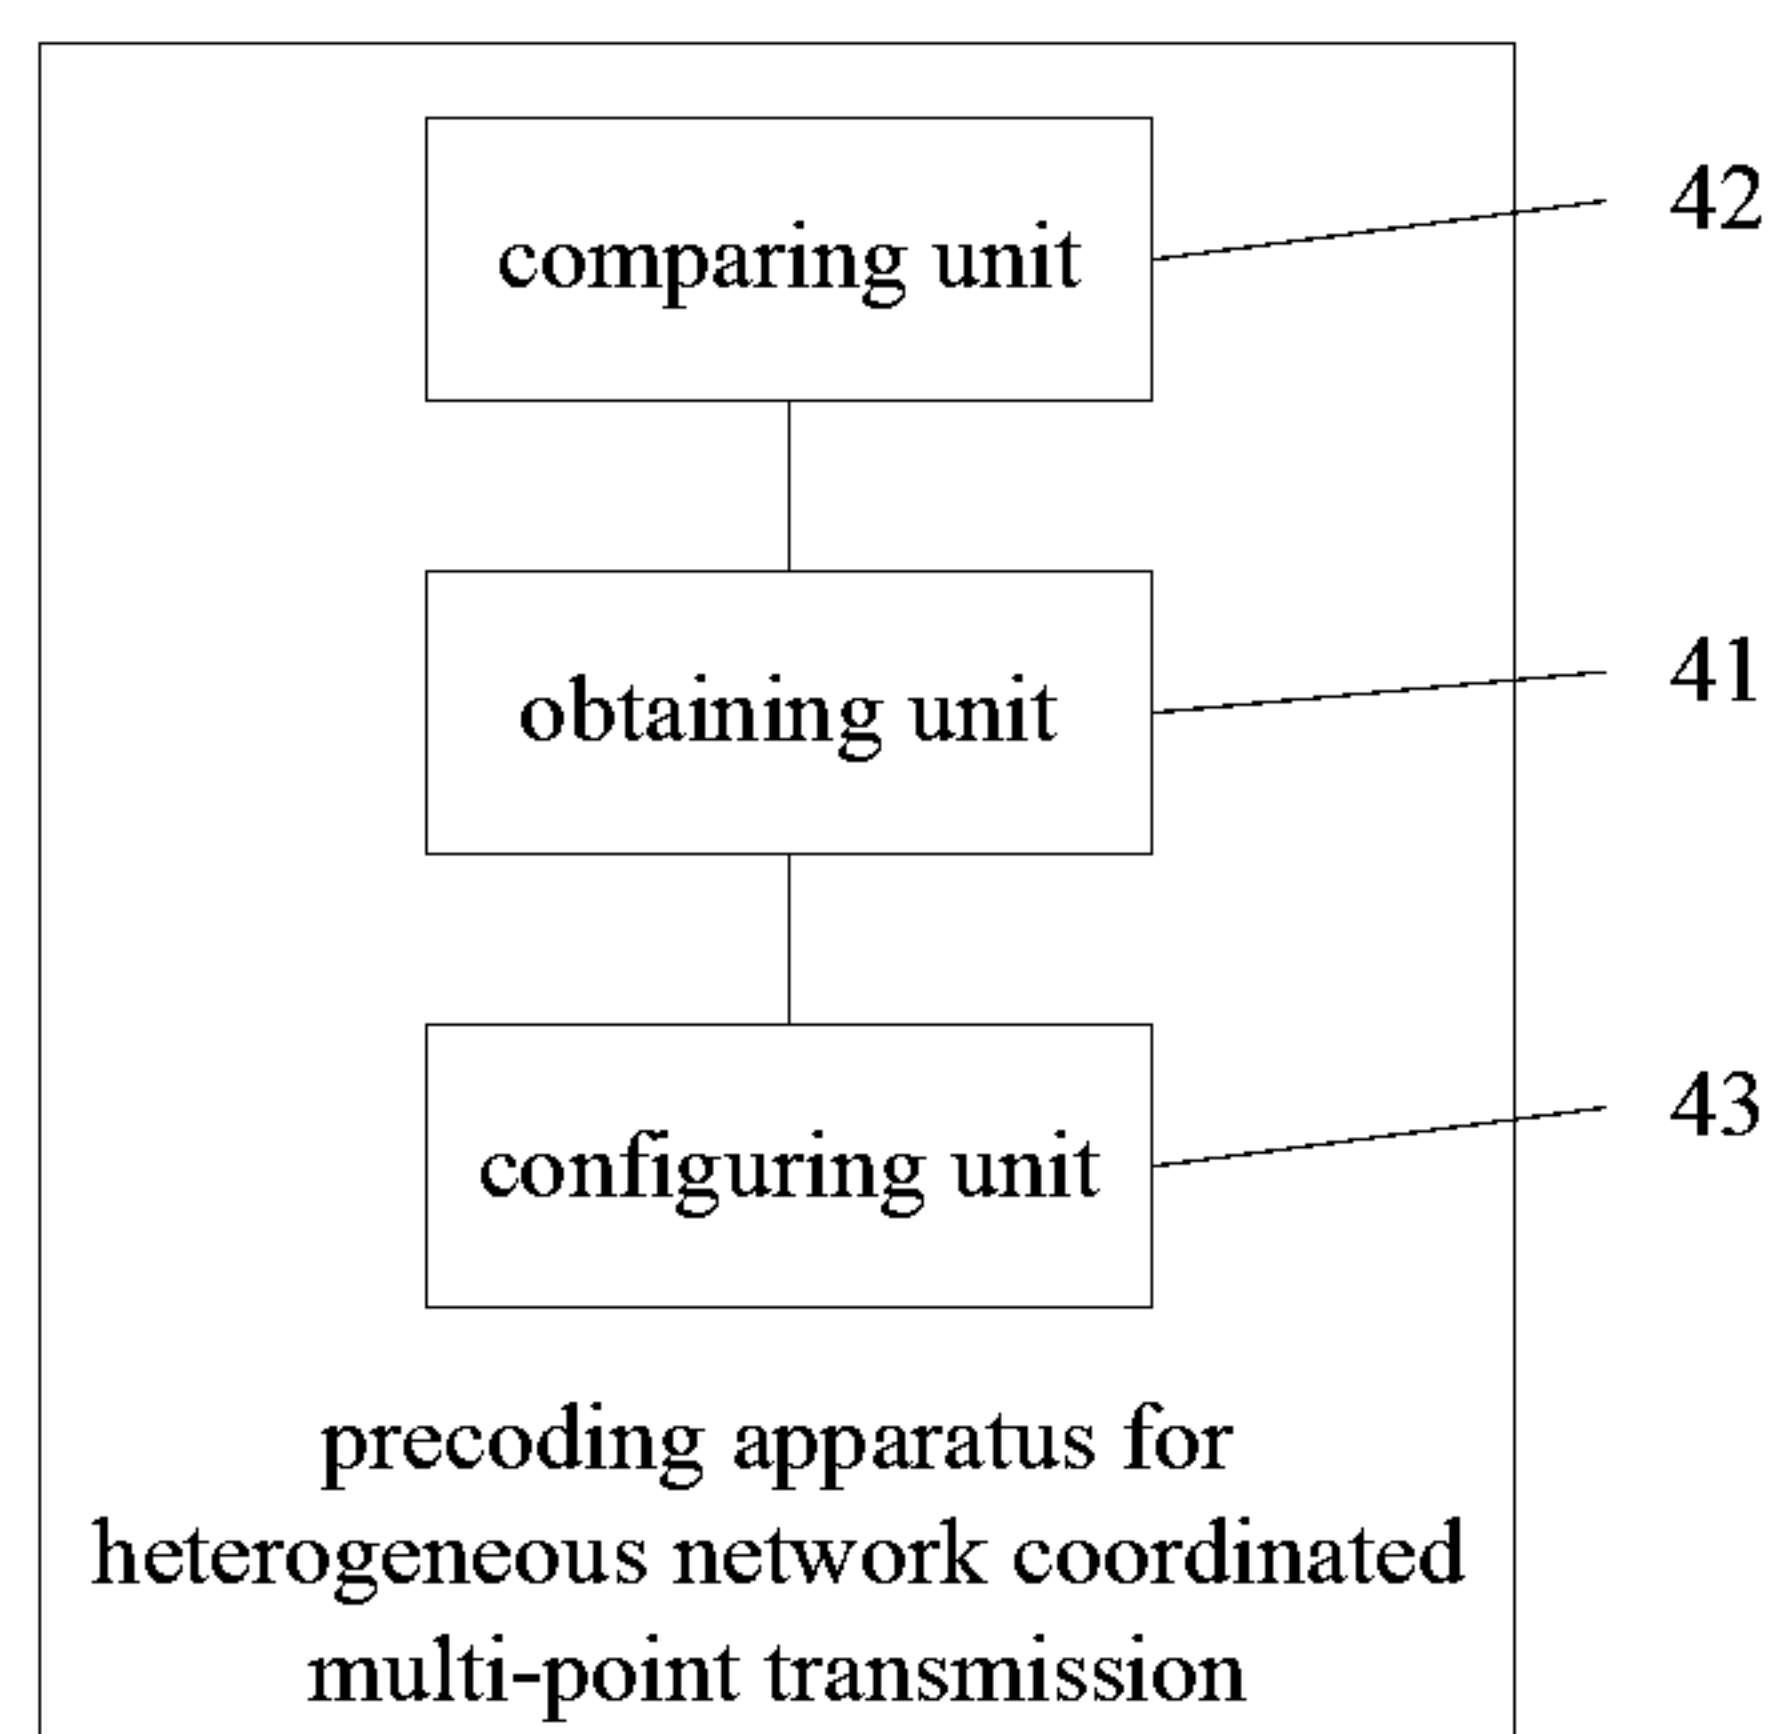 comparing unit
42
obtaining unit
41
configuring unit
43
precoding apparatus for
heterogeneous network coordinated
multi-point transmission